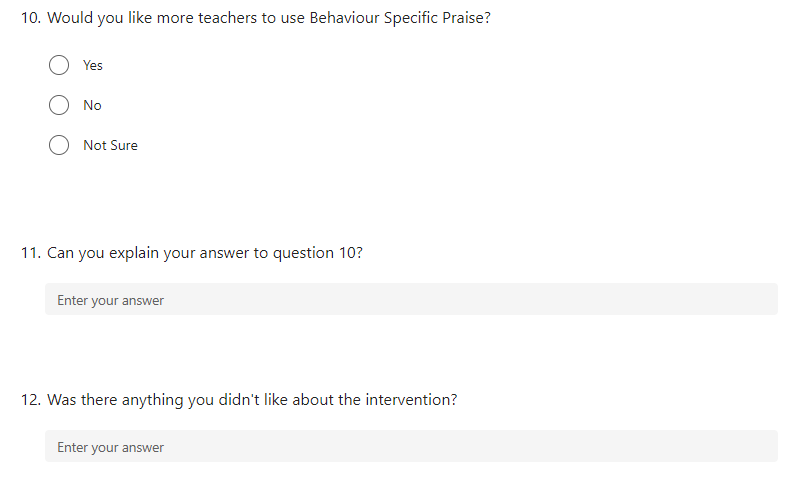 10. Would you like more teachers to use Behaviour Specific Praise?
Yes
No
Not Sure
11. Can you explain your answer to question 10?
Enter your answer
12. Was there anything you didn't like about the intervention?
Enter your answer